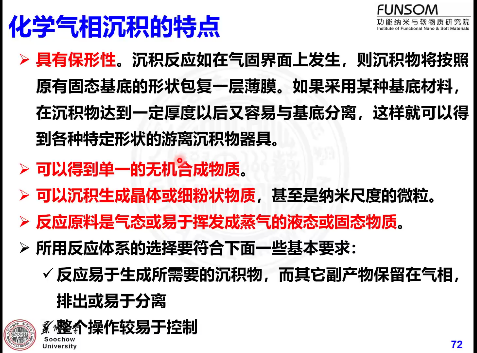 化学气相沉积的特点
FUNSOM
功能纳米与软物质研究院
Institute of Functional Nano & Soft Materials
➢ 具有保形性。沉积反应如在气固界面上发生，则沉积物将按照
原有固态基底的形状包复一层薄膜。如果采用某种基底材料，
在沉积物达到一定厚度以后又容易与基底分离，这样就可以得
到各种特定形状的游离沉积物器具。
➢ 可以得到单一的无机合成物质。
➢ 可以沉积生成晶体或细粉状物质，甚至是纳米尺度的微粒。
➢ 反应原料是气态或易于挥发成蒸气的液态或固态物质。
➢ 所用反应体系的选择要符合下面一些基本要求：
✓反应易于生成所需要的沉积物，而其它副产物保留在气相，
排出或易于分离
整个操作较易于控制
Soochow
University
72